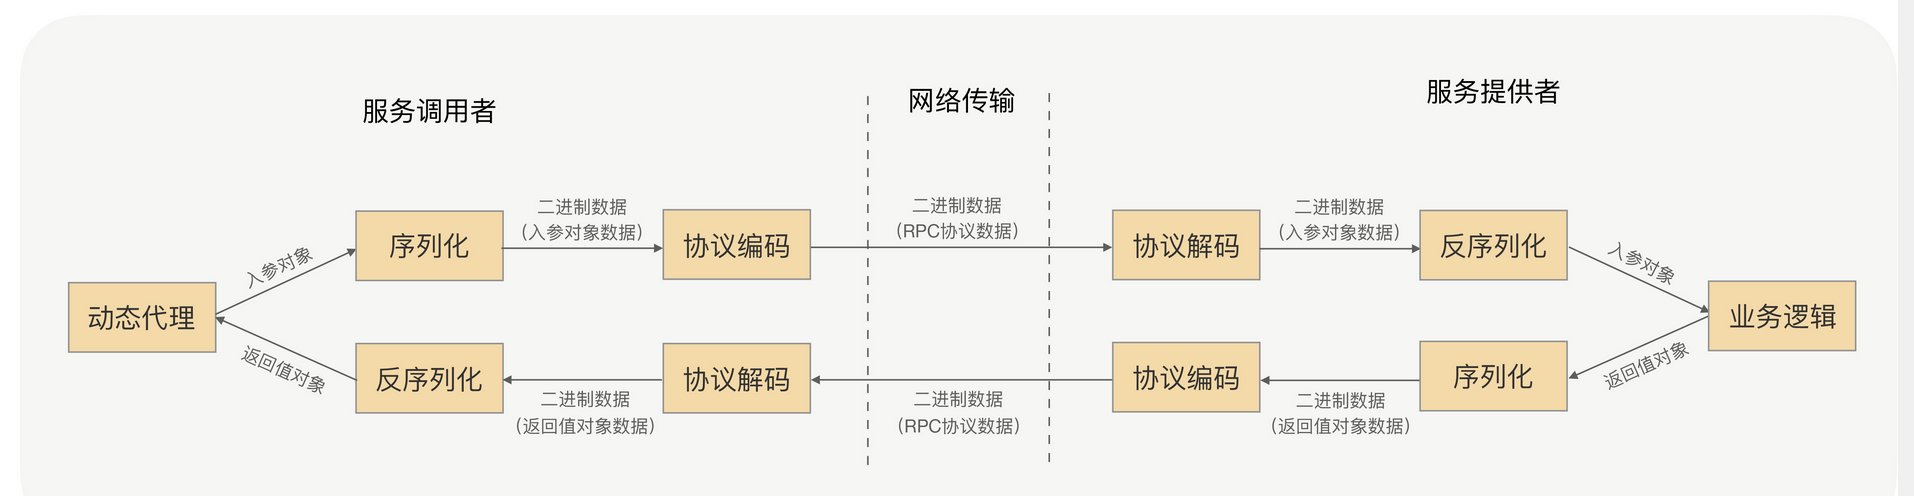 服务调用者
网络传输
服务提供者
二进制数据
(入参对象数据)
二进制数据
(RPC协议数据)
二进制数据
(入参对象数据)
入参对象
序列化
协议编码
协议解码
反序列化
入参对象
动态代理
业务逻辑
返回值对象
反序列化
协议解码
协议编码
序列化
返回值对象
二进制数据
(返回值对象数据)
二进制数据
(RPC协议数据)
二进制数据
(返回值对象数据)